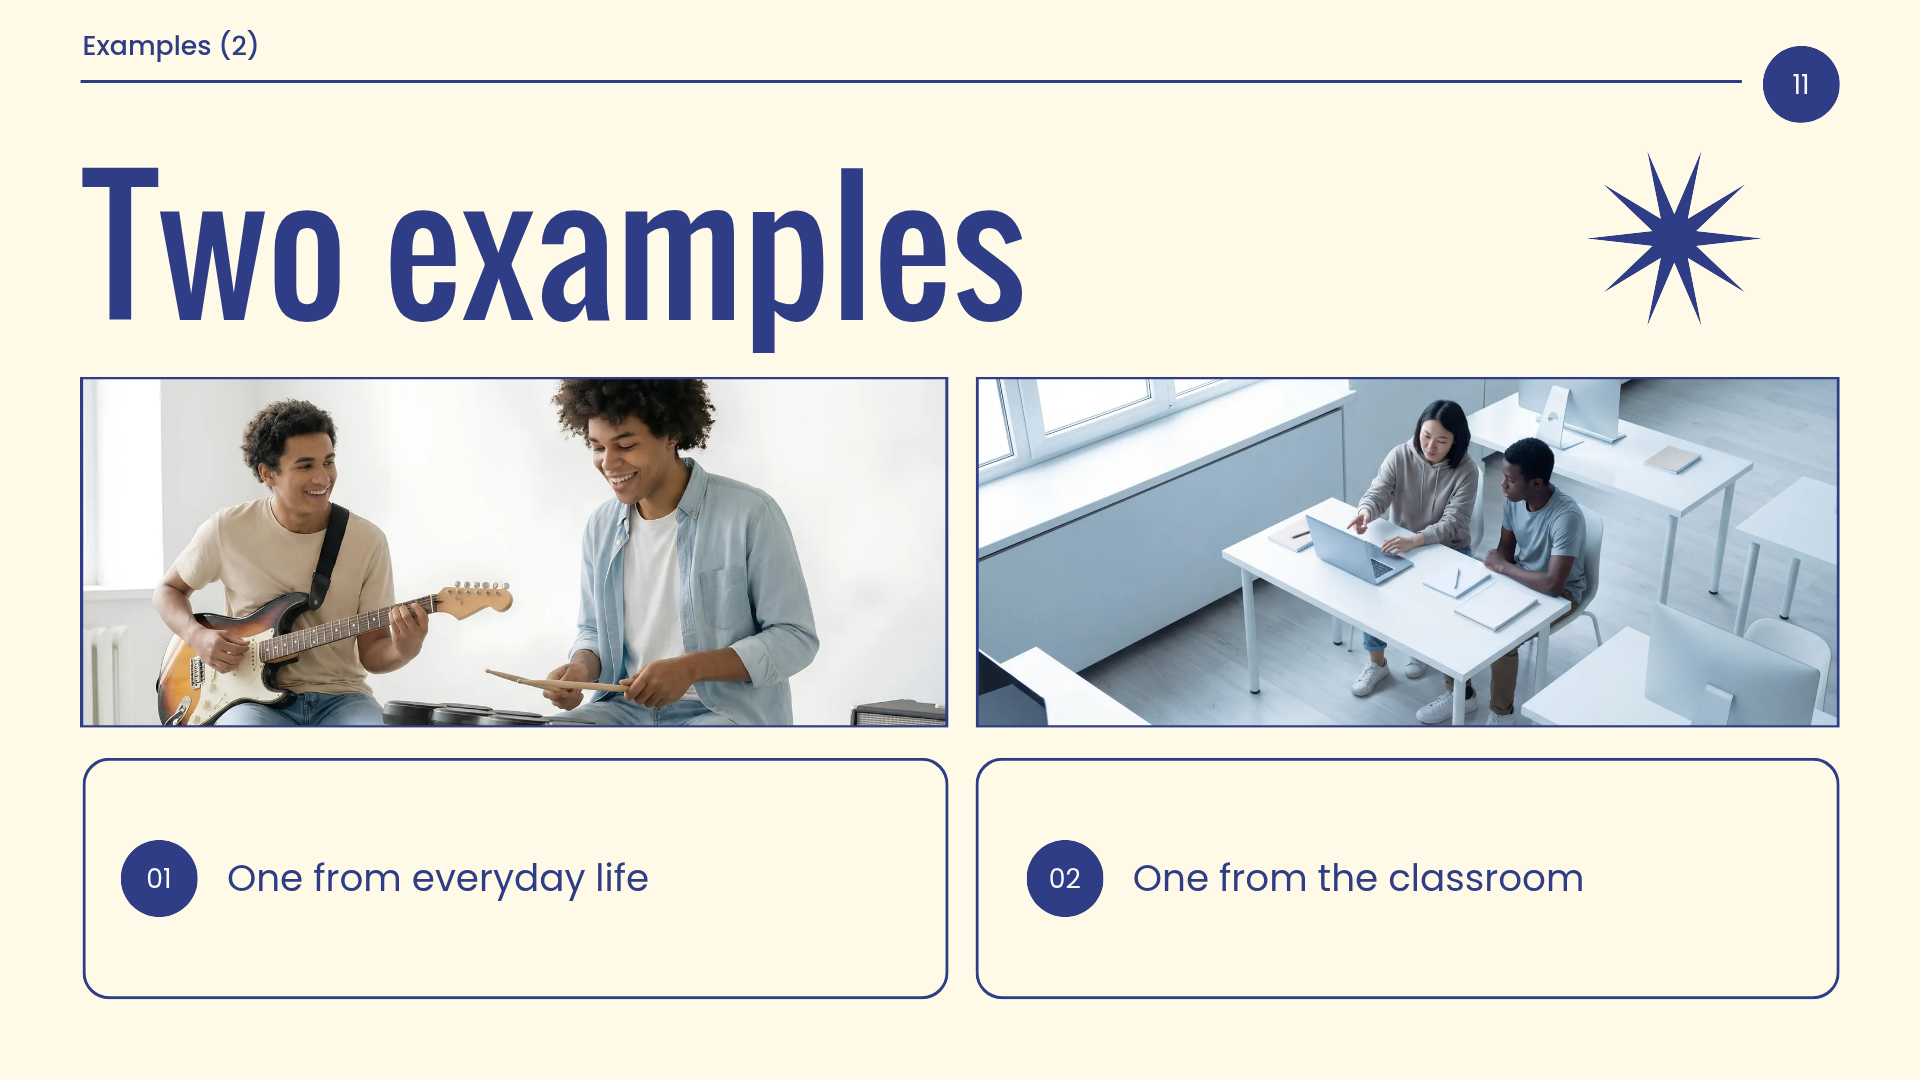 Examples (2)
11
Two examples
01
One from everyday life
02
One from the classroom